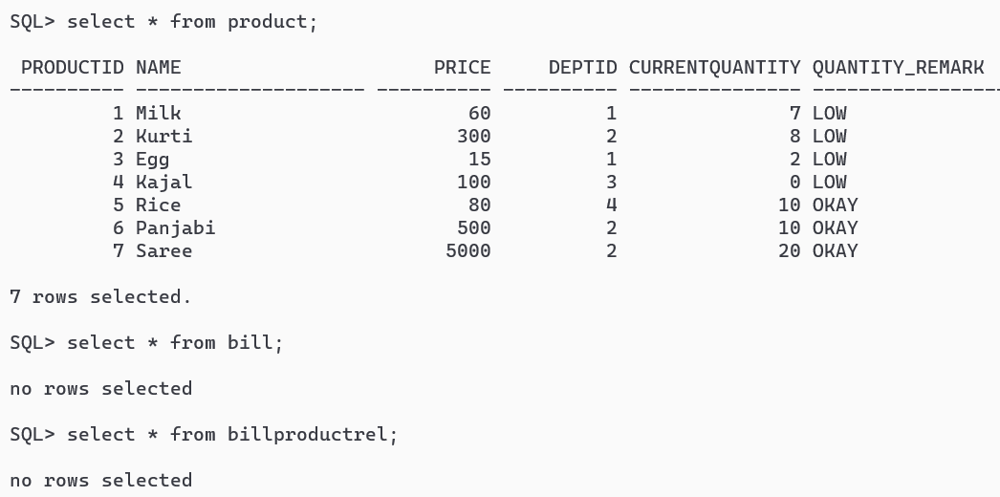 SQL> select * from product;
PRODUCTID NAME PRICE DEPTID CURRENTQUANTITY QUANTITY_REMARK
---------- -------------------- ---------- ---------- --------------- -----------------
1 Milk 60 1 7 LOW
2 Kurti 300 2 8 LOW
3 Egg 15 1 2 LOW
4 Kajal 100 3 0 LOW
5 Rice 80 4 10 OKAY
6 Panjabi 500 2 10 OKAY
7 Saree 5000 2 20 OKAY
7 rows selected.
SQL> select * from bill;
no rows selected
SQL> select * from billproductrel;
no rows selected